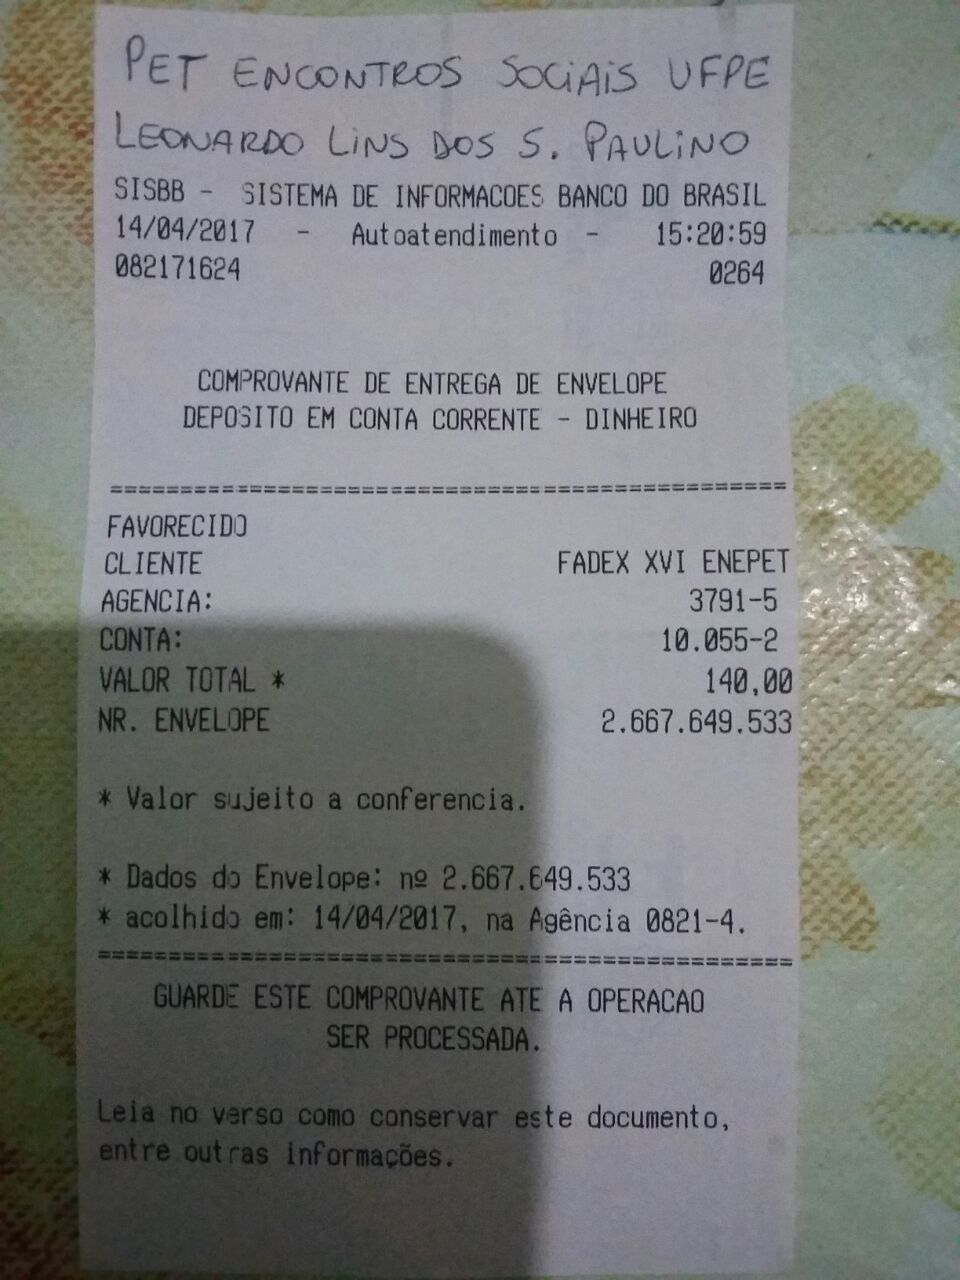 PET ENCONTROS SOCIAIS UFPE
LEONARDO LINS DOS S. PAULINO
SISBB - SISTEMA DE INFORMACOES BANCO DO BRASIL
14/04/2017 - Autoatendimento - 15:20:59
082171624 0264
COMPROVANTE DE ENTREGA DE ENVELOPE
DEPOSITO EM CONTA CORRENTE - DINHEIRO
================================================
FAVORECIDO
CLIENTE FADEX XVI ENEPET
AGENCIA: 3791-5
CONTA: 10.055-2
VALOR TOTAL * 140,00
NR. ENVELOPE 2.667.649.533
* Valor sujeito a conferencia.
* Dados do Envelope: nº 2.667.649.533
* acolhido em: 14/04/2017, na Agência 0821-4.
================================================
GUARDE ESTE COMPROVANTE ATE A OPERACAO
SER PROCESSADA.
Leia no verso como conservar este documento,
entre outras informações.